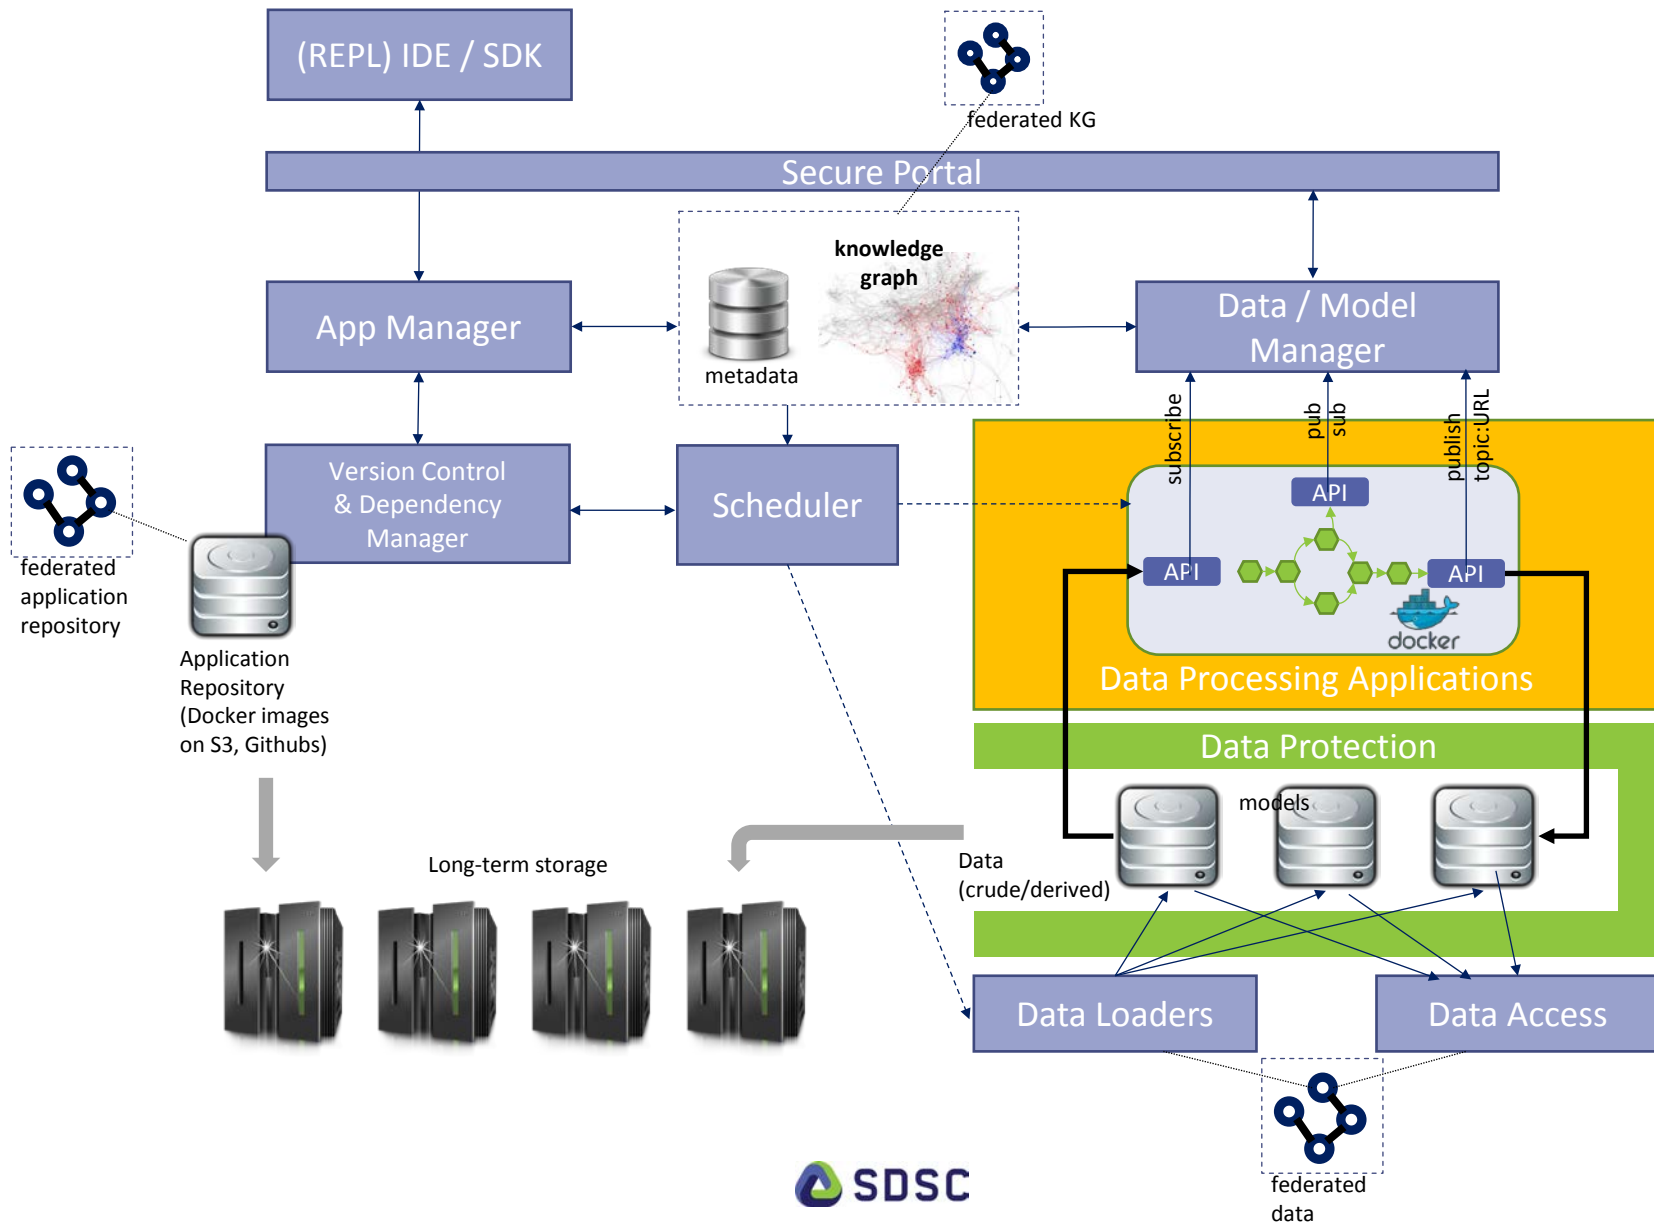 (REPL) IDE / SDK
federated KG
Secure Portal
knowledge
graph
metadata
App Manager
Data / Model
Manager
subscribe
pub
sub
publish
topic:URL
Version Control
& Dependency
Manager
Scheduler
API
API
API
docker
Data Processing Applications
federated
application
repository
Application
Repository
(Docker images
on S3, Githubs)
Data Protection
models
Long-term storage
Data
(crude/derived)
Data Loaders
Data Access
federated
data
SDSC